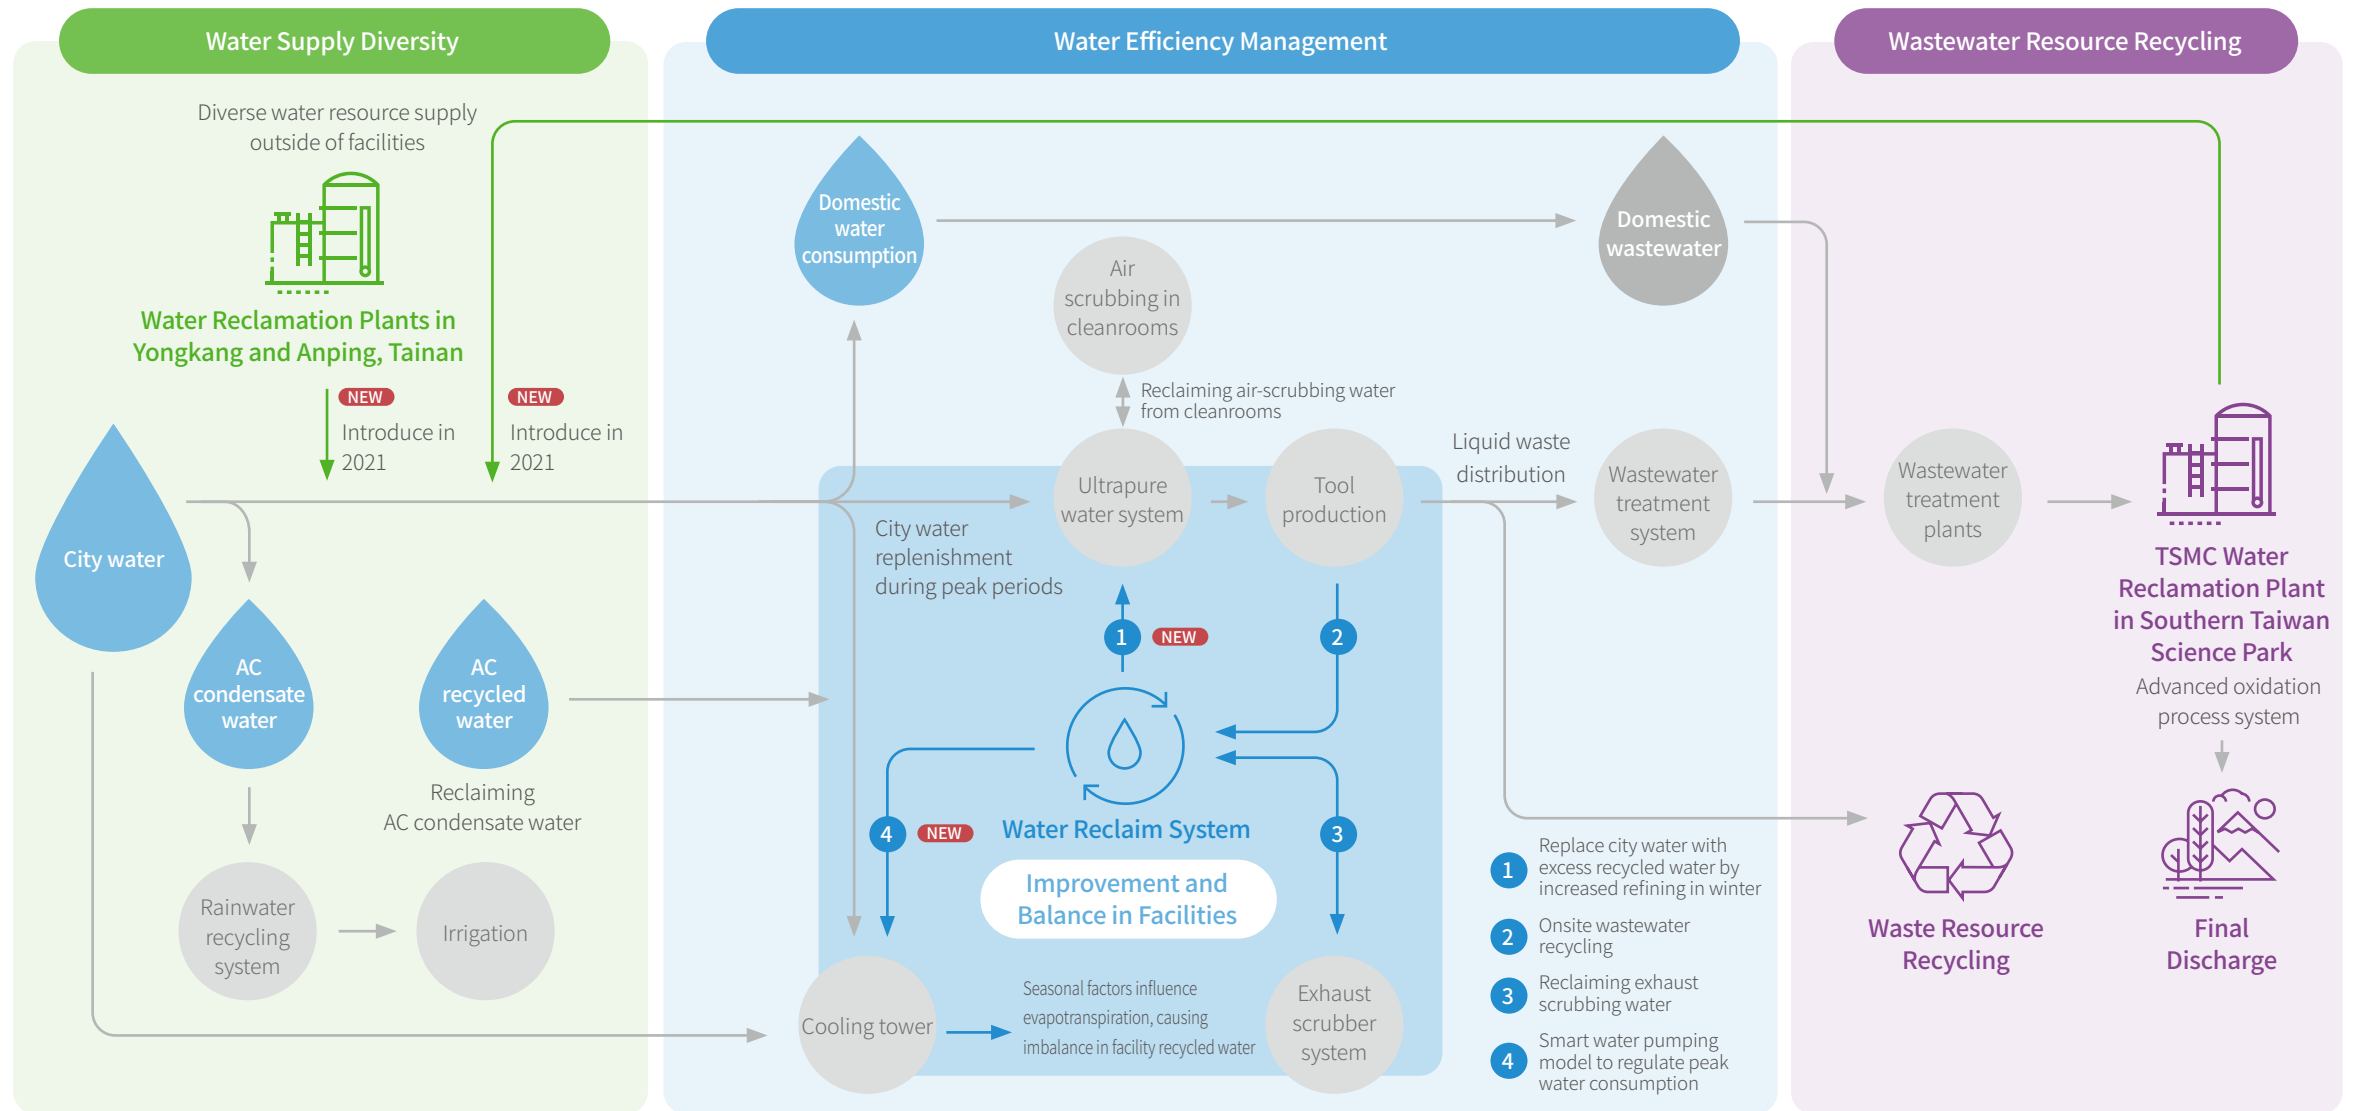 Water Supply Diversity
Diverse water resource supply
outside of facilities
Water Reclamation Plants in
Yongkang and Anping, Tainan
NEW
Introduce in
2021
NEW
Introduce in
2021
City water
AC
condensate
water
AC
recycled
water
Reclaiming
AC condensate water
Rainwater
recycling
system
Irrigation
Water Efficiency Management
Domestic
water
consumption
Air
scrubbing in
cleanrooms
Reclaiming air-scrubbing water
from cleanrooms
Domestic
wastewater
Ultrapure
water system
Tool
production
Liquid waste
distribution
Wastewater
treatment
system
City water
replenishment
during peak periods
1
NEW
2
4
NEW
Water Reclaim System
3
Improvement and
Balance in Facilities
Cooling tower
Seasonal factors influence
evapotranspiration, causing
imbalance in facility recycled water
Exhaust
scrubber
system
1
Replace city water with
excess recycled water by
increased refining in winter
2
Onsite wastewater
recycling
3
Reclaiming exhaust
scrubbing water
4
Smart water pumping
model to regulate peak
water consumption
Wastewater Resource Recycling
Wastewater
treatment
plants
TSMC Water
Reclamation Plant
in Southern Taiwan
Science Park
Advanced oxidation
process system
Waste Resource
Recycling
Final
Discharge